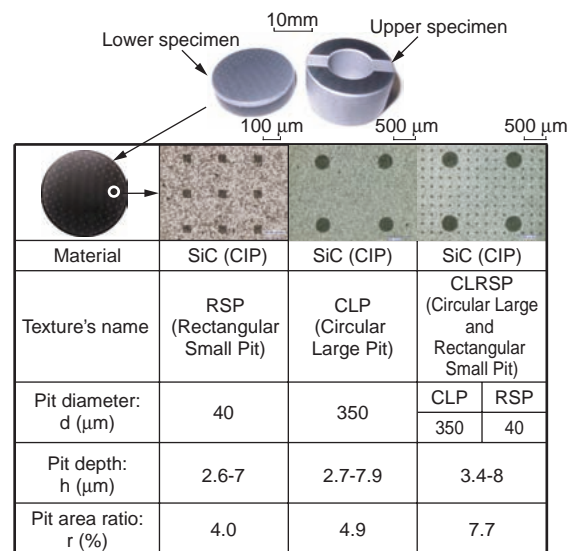 10mm
Lower specimen
Upper specimen
100 μm
500 μm
500 μm
Material
SiC (CIP)
SiC (CIP)
SiC (CIP)
Texture's name
RSP
(Rectangular
Small Pit)
CLP
(Circular
Large Pit)
CLRSP
(Circular Large
and
Rectangular
Small Pit)
Pit diameter:
d (μm)
40
350
CLP
RSP
350
40
Pit depth:
h (μm)
2.6-7
2.7-7.9
3.4-8
Pit area ratio:
r (%)
4.0
4.9
7.7